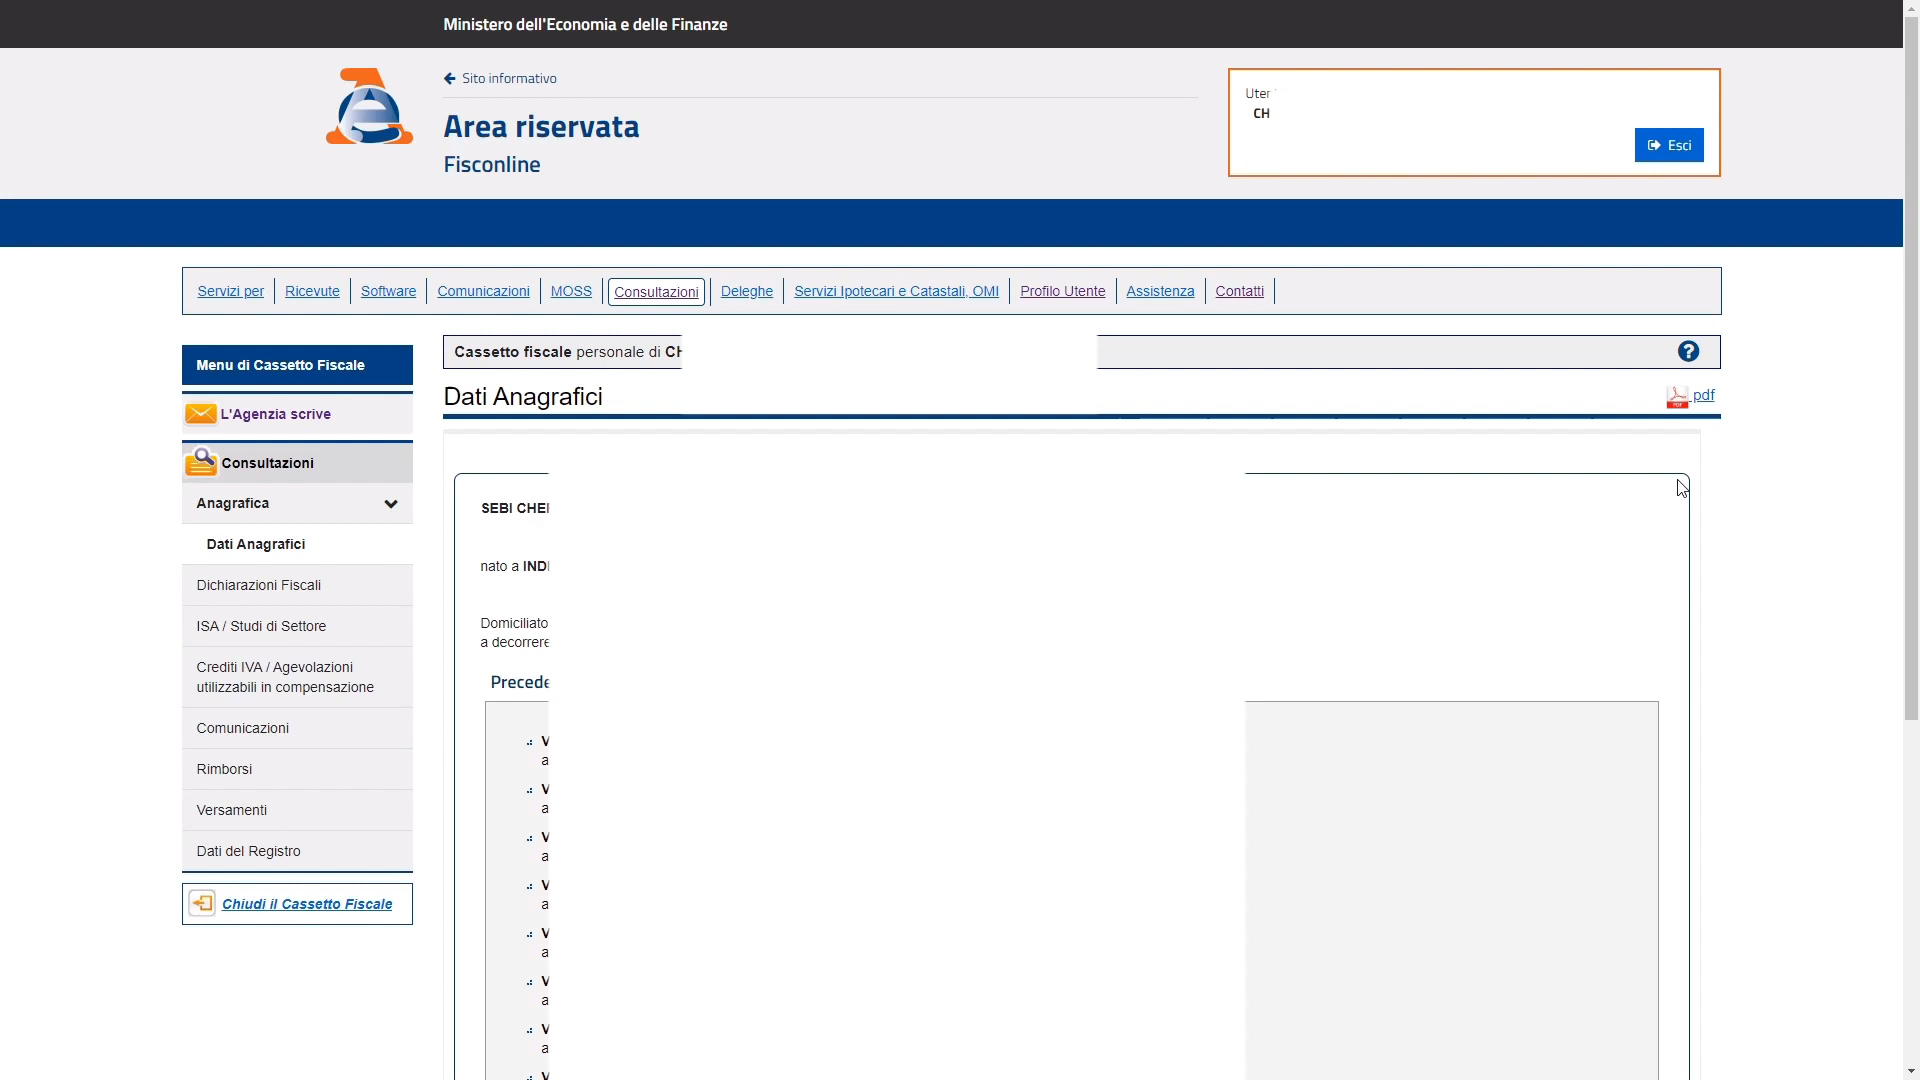 Ministero dell'Economia e delle Finanze
Sito informativo
Area riservata
Fisconline
CH
Esci
Servizi per
Ricevute
Software
Comunicazioni
MOSS
Consultazioni
Deleghe
Servizi Ipotecari e Catastali, OMI
Profilo Utente
Assistenza
Contatti
Menu di Cassetto Fiscale
L'Agenzia scrive
Consultazioni
Anagrafica
Dati Anagrafici
Dichiarazioni Fiscali
ISA / Studi di Settore
Crediti IVA / Agevolazioni
utilizzabili in compensazione
Comunicazioni
Rimborsi
Versamenti
Dati del Registro
Chiudi il Cassetto Fiscale
Cassetto fiscale personale di CH
Dati Anagrafici
pdf
SEBI CHE
nato a INDI
Domiciliato
a decorrere
Precede
V
a
V
a
V
a
V
a
V
a
V
a
V
a
V